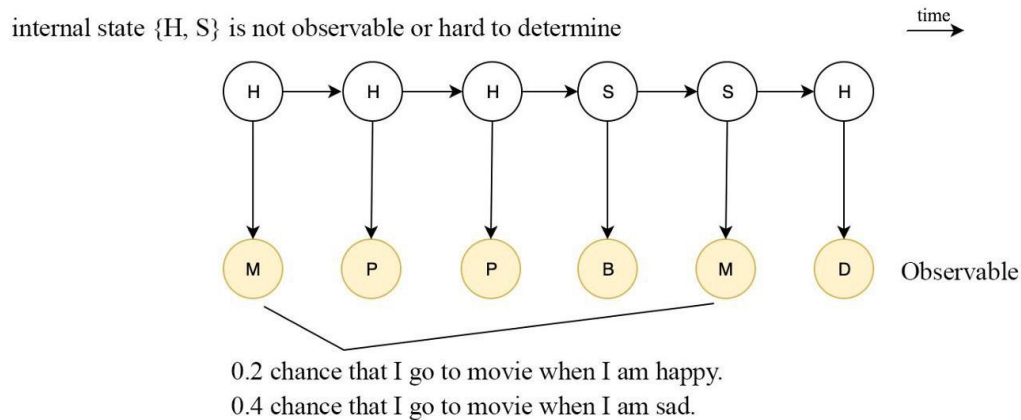 internal state {H, S} is not observable or hard to determine
time
H H H S S H
M P P B M D
Observable
0.2 chance that I go to movie when I am happy.
0.4 chance that I go to movie when I am sad.